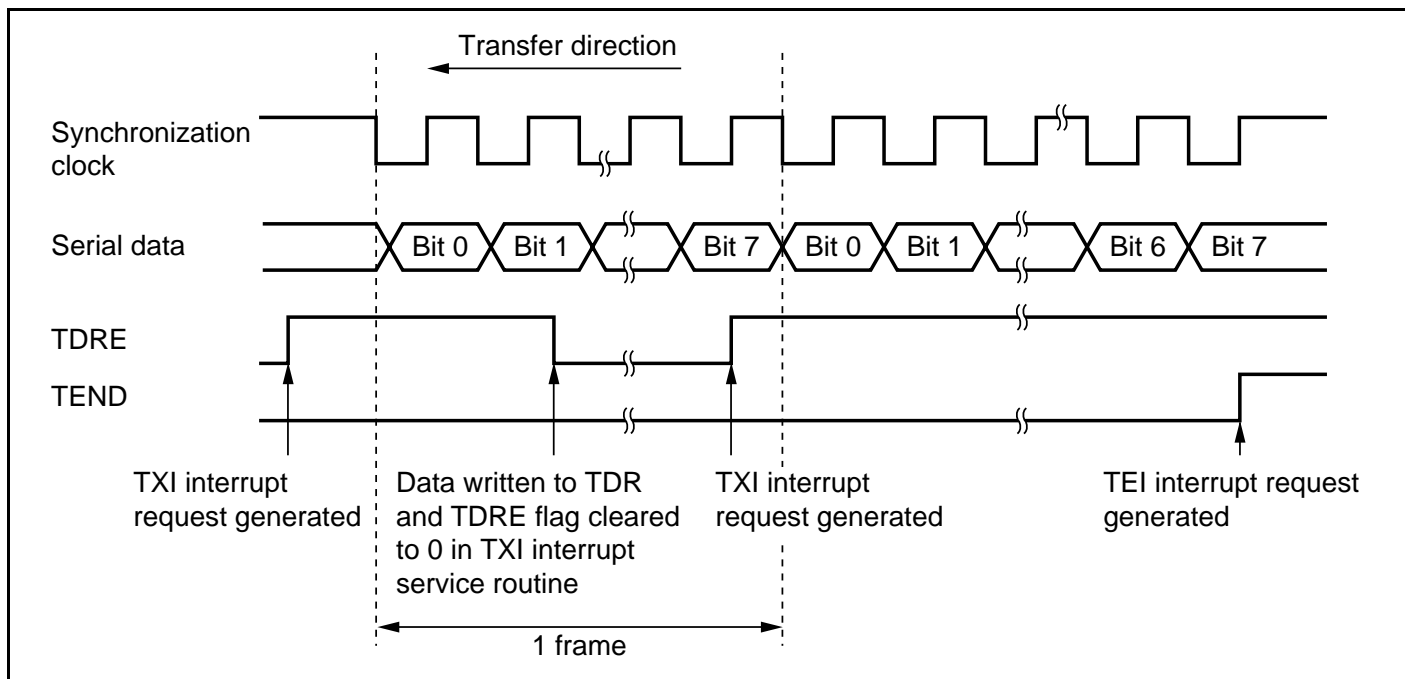 Transfer direction
Synchronization
clock
Serial data
Bit 0 Bit 1 Bit 7 Bit 0 Bit 1 Bit 6 Bit 7
TDRE
TEND
TXI interrupt
request generated
Data written to TDR
and TDRE flag cleared
to 0 in TXI interrupt
service routine
TXI interrupt
request generated
TEI interrupt request
generated
1 frame